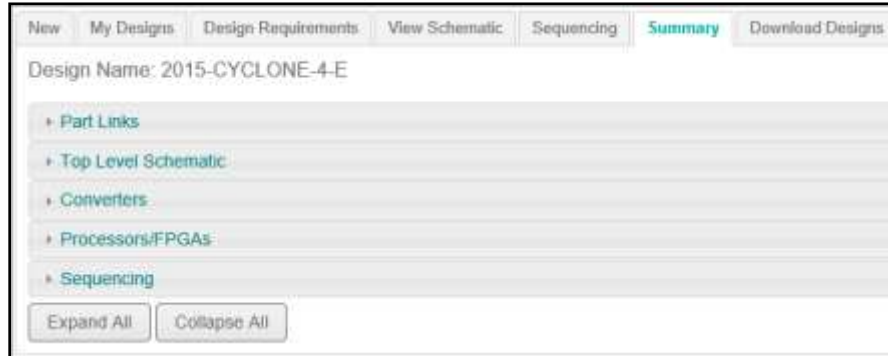 New My Designs Design Requirements View Schematic Sequencing Summary Download Designs
Design Name: 2015-CYCLONE-4-E
Part Links
Top Level Schematic
Converters
Processors/FPGAs
Sequencing
Expand All Collapse All